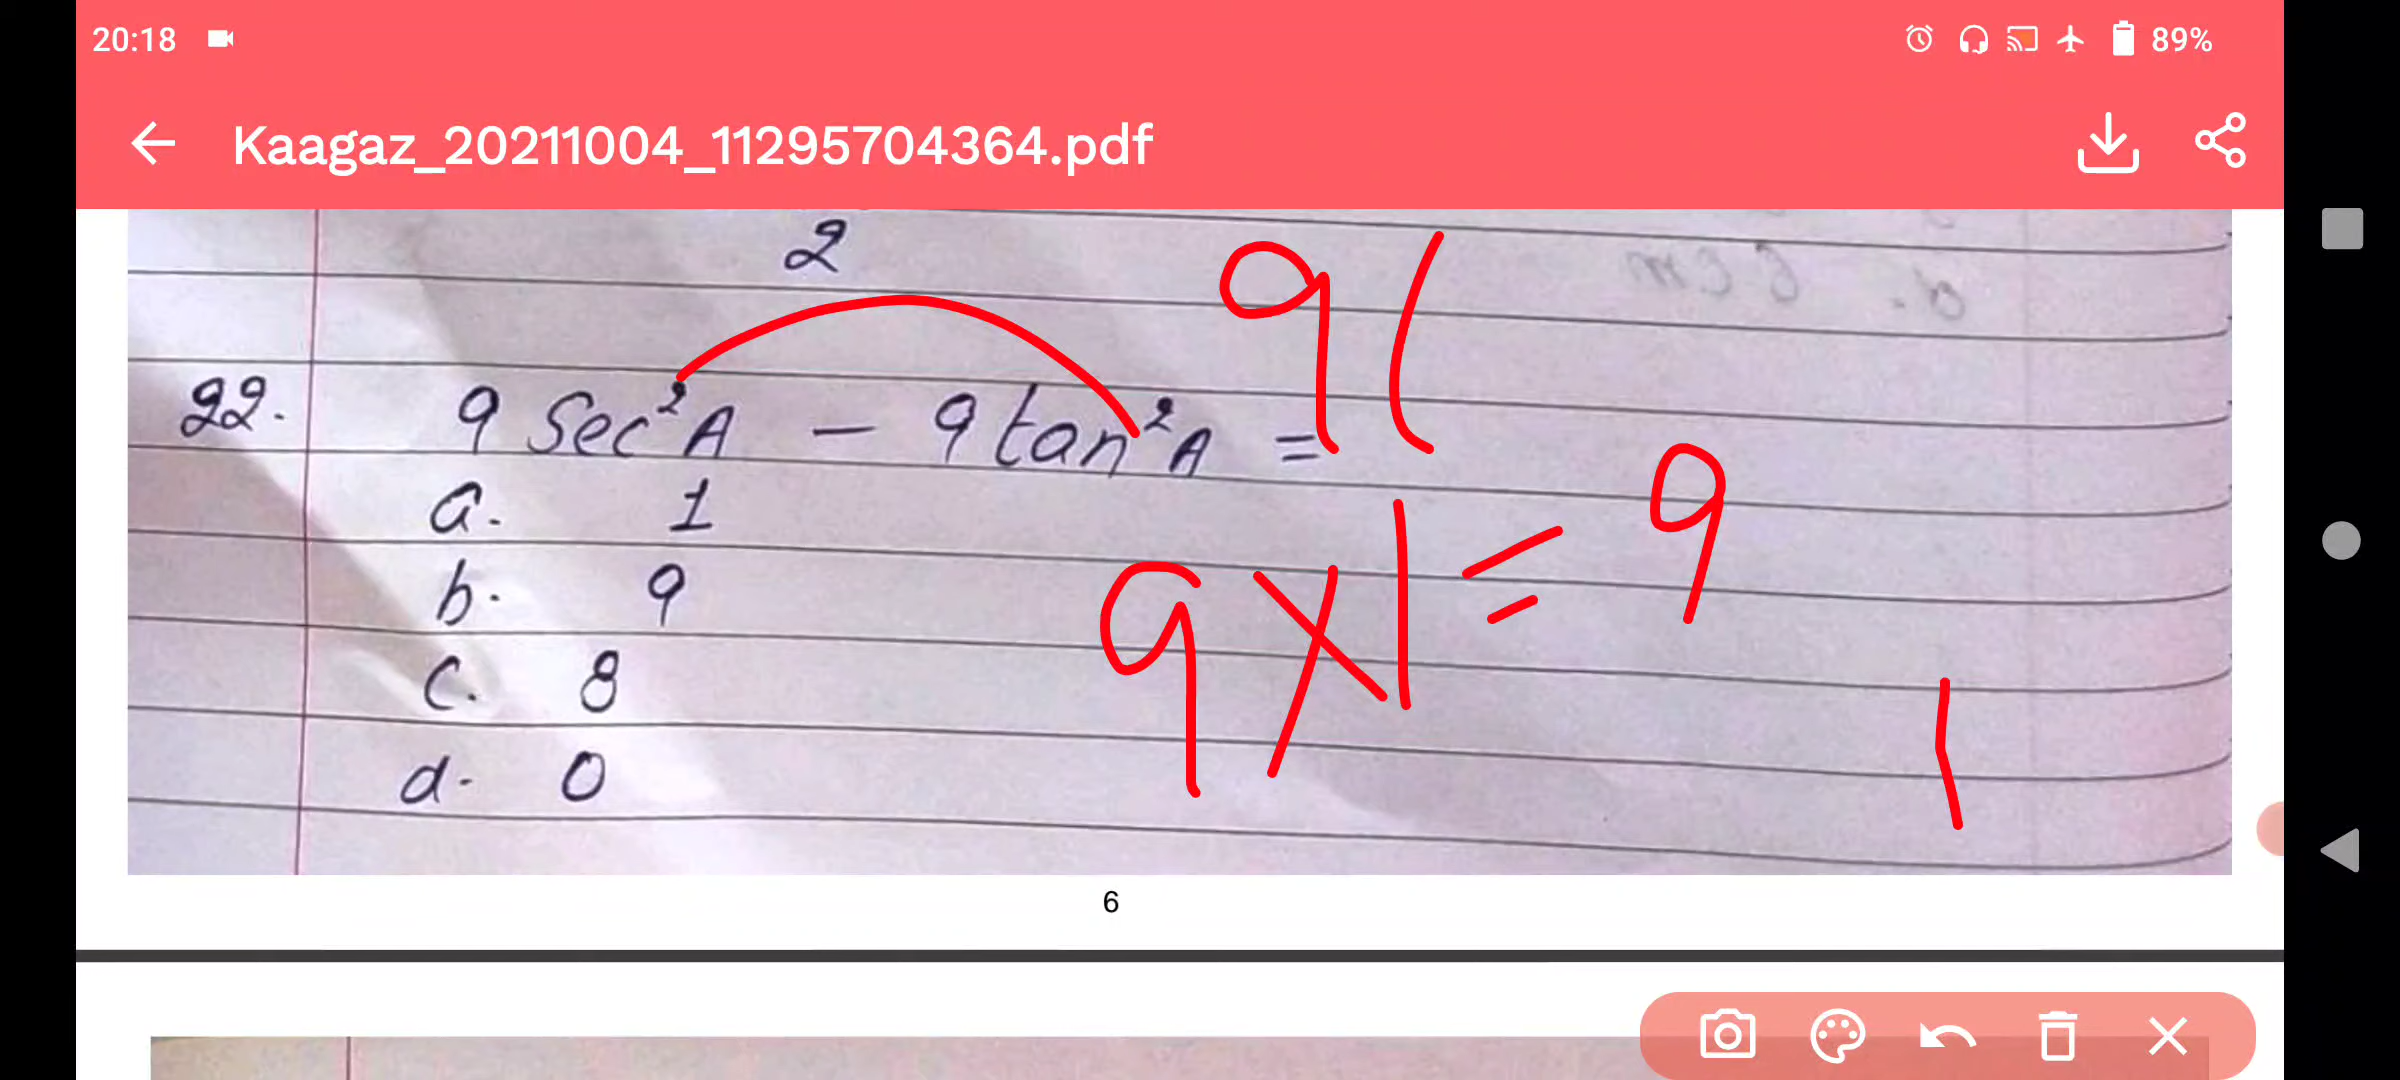 20:18 89%
Kaagaz_20211004_11295704364.pdf
2
9(
22. 9 Sec²A - 9 tan²A =
a. 1
b. 9
c. 8
d. 0
9×1=9
1
6